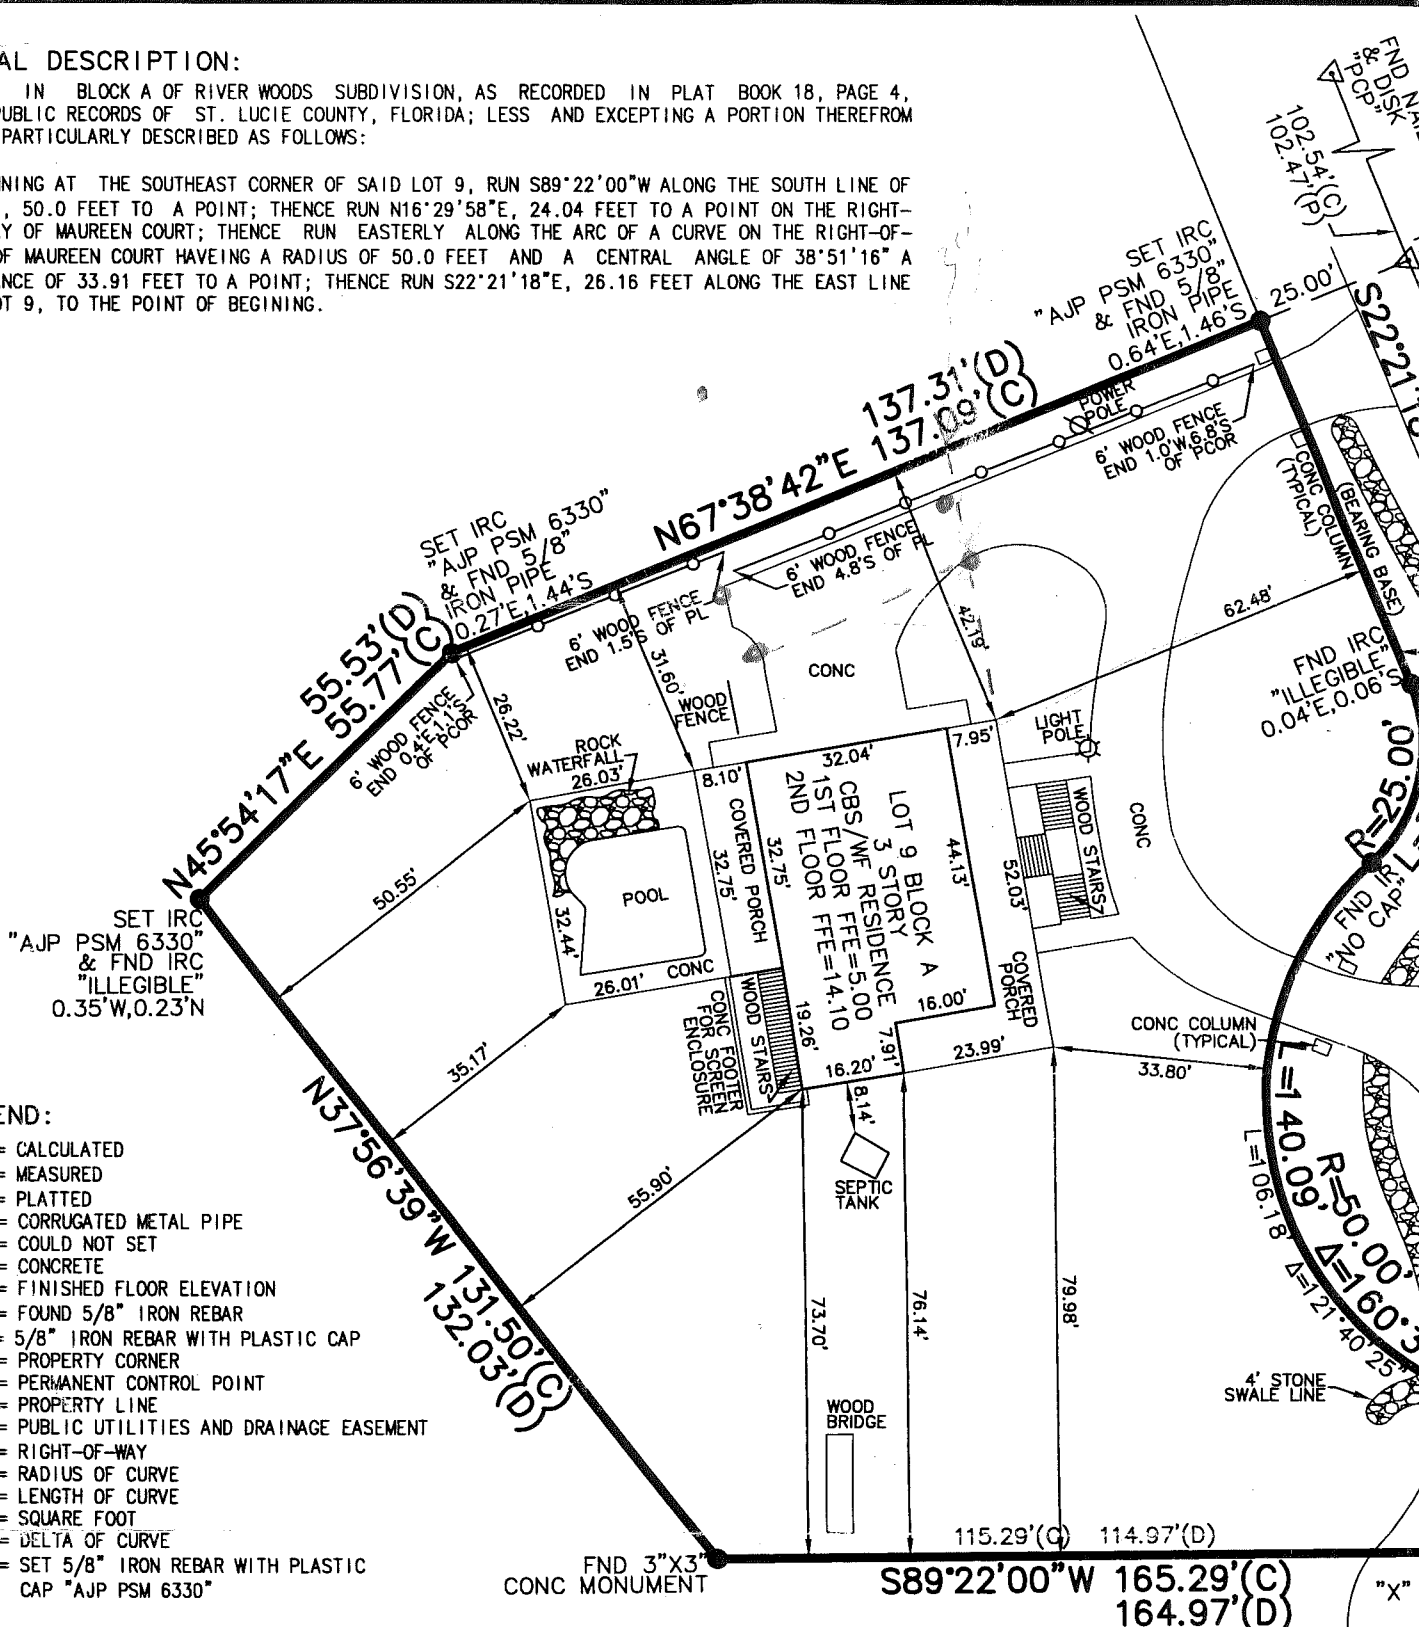 AL DESCRIPTION:
IN BLOCK A OF RIVER WOODS SUBDIVISION, AS RECORDED IN PLAT BOOK 18, PAGE 4,
PUBLIC RECORDS OF ST. LUCIE COUNTY, FLORIDA; LESS AND EXCEPTING A PORTION THEREFROM
PARTICULARLY DESCRIBED AS FOLLOWS:
NING AT THE SOUTHEAST CORNER OF SAID LOT 9, RUN S89°22'00"W ALONG THE SOUTH LINE OF
, 50.0 FEET TO A POINT; THENCE RUN N16°29'58"E, 24.04 FEET TO A POINT ON THE RIGHT-
Y OF MAUREEN COURT; THENCE RUN EASTERLY ALONG THE ARC OF A CURVE ON THE RIGHT-OF-
OF MAUREEN COURT HAVEING A RADIUS OF 50.0 FEET AND A CENTRAL ANGLE OF 38°51'16" A
NCE OF 33.91 FEET TO A POINT; THENCE RUN S22°21'18"E, 26.16 FEET ALONG THE EAST LINE
OT 9, TO THE POINT OF BEGINING.
FND NAIL
& DISK
"PCP"
102.54'(C)
102.47'(P)
SET IRC
"AJP PSM 6330"
& FND 5/8"
IRON PIPE
0.64'E,1.46'S
25.00'
S22°21'18
137.31'(D)
N67°38'42"E 137.09'(C)
POWER
POLE
6' WOOD FENCE
END 1.0'W,6.8'S
OF PCOR
CONC COLUMN
(TYPICAL)
(BEARING BASE)
SET IRC
"AJP PSM 6330"
& FND 5/8"
IRON PIPE
0.27'E,1.44'S
6' WOOD FENCE
END 4.8'S OF PL
6' WOOD FENCE
END 1.5'S OF PL
55.53'(D)
N45°54'17"E 55.77'(C)
6' WOOD FENCE
END 0.4'E,1.1'S
OF PCOR
26.22'
31.60'
42.19'
62.48'
WOOD
FENCE
CONC
FND IRC
"ILLEGIBLE"
0.04'E,0.06'S
LIGHT
POLE
ROCK
WATERFALL
26.03'
8.10'
32.04'
7.95'
R=25.00'
L=
FND IR
"NO CAP"
SET IRC
"AJP PSM 6330"
& FND IRC
"ILLEGIBLE"
0.35'W,0.23'N
50.55'
POOL
32.44'
26.01'
CONC
COVERED PORCH
32.75'
32.75'
LOT 9 BLOCK A
3 STORY
CBS/WF RESIDENCE
1ST FLOOR FFE=5.00
2ND FLOOR FFE=14.10
44.13'
52.03'
WOOD STAIRS
CONC
COVERED
PORCH
16.00'
7.91'
23.99'
16.20'
19.26'
WOOD STAIRS
CONC FOOTER
FOR SCREEN
ENCLOSURE
CONC COLUMN
(TYPICAL)
33.80'
35.17'
55.90'
8.14'
SEPTIC
TANK
N37°56'39"W 131.50'(C)
132.03'(D)
73.70'
76.14'
79.98'
L=140.09'
L=106.18'
R=50.00'
Δ=160°3
Δ=121°40'25"
4' STONE
SWALE LINE
WOOD
BRIDGE
END:
= CALCULATED
= MEASURED
= PLATTED
= CORRUGATED METAL PIPE
= COULD NOT SET
= CONCRETE
= FINISHED FLOOR ELEVATION
= FOUND 5/8" IRON REBAR
= 5/8" IRON REBAR WITH PLASTIC CAP
= PROPERTY CORNER
= PERMANENT CONTROL POINT
= PROPERTY LINE
= PUBLIC UTILITIES AND DRAINAGE EASEMENT
= RIGHT-OF-WAY
= RADIUS OF CURVE
= LENGTH OF CURVE
= SQUARE FOOT
= DELTA OF CURVE
= SET 5/8" IRON REBAR WITH PLASTIC
CAP "AJP PSM 6330"
FND 3"X3"
CONC MONUMENT
115.29'(C) 114.97'(D)
S89°22'00"W 165.29'(C)
164.97'(D)
"X"